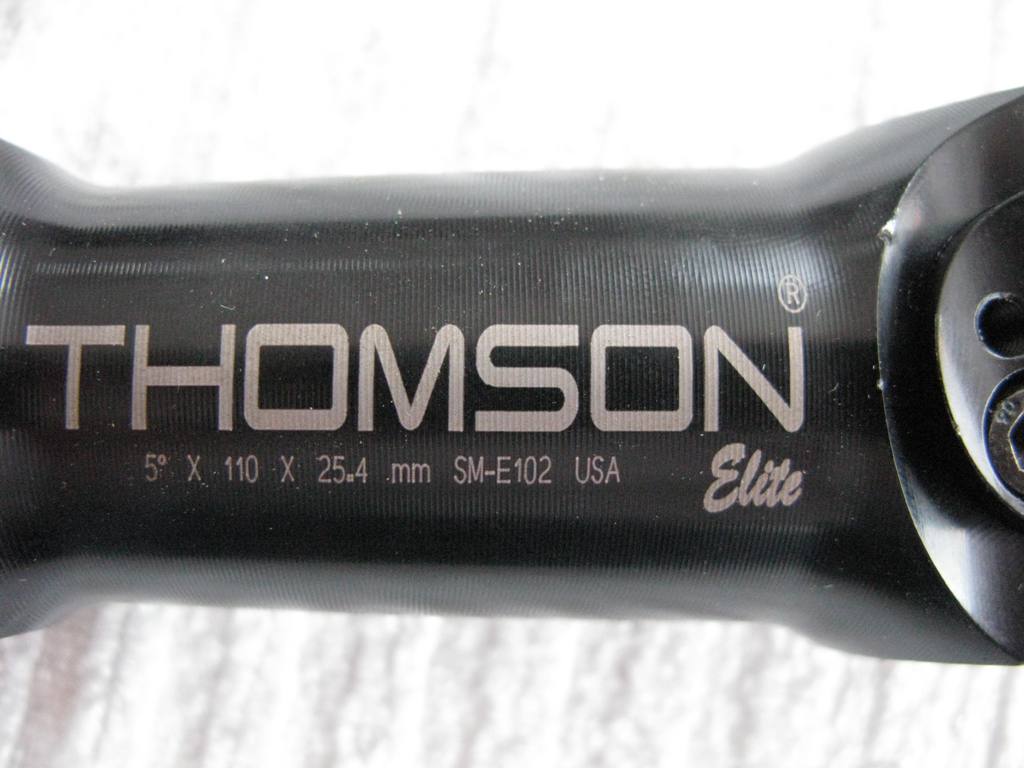 THOMSON®
5° X 110 X 25.4 mm SM-E102 USA
Elite